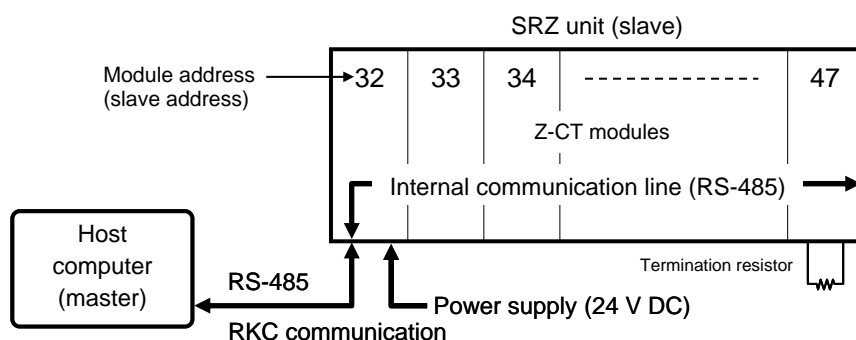 SRZ unit (slave)
Module address
(slave address)
32 33 34 47
Z-CT modules
Internal communication line (RS-485)
Host
computer
(master)
Termination resistor
RS-485
Power supply (24 V DC)
RKC communication